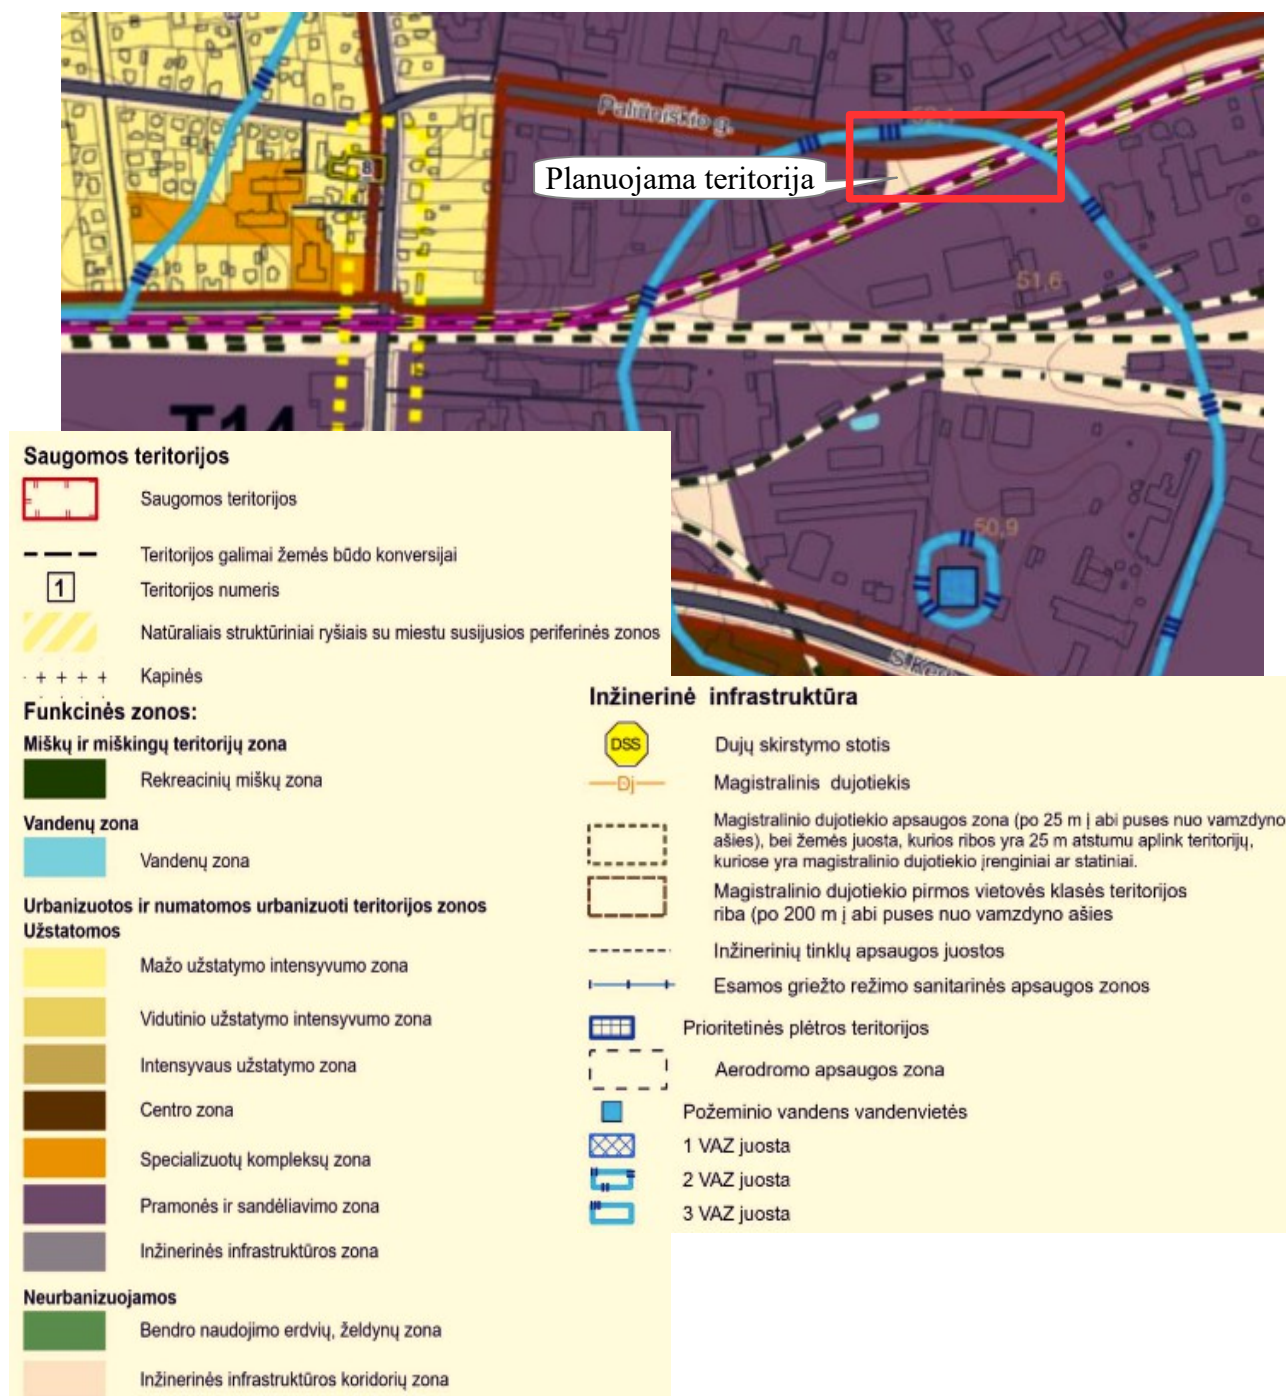 Paliūniškio g.
52,1
Planuojama teritorija
8
51,6
T14
50,9
Saugomos teritorijos
Saugomos teritorijos
Teritorijos galimai žemės būdo konversijai
1
Teritorijos numeris
Natūraliais struktūriniai ryšiais su miestu susijusios periferinės zonos
Kapinės
Funkcinės zonos:
Miškų ir miškingų teritorijų zona
Rekreacinių miškų zona
Vandenų zona
Vandenų zona
Urbanizuotos ir numatomos urbanizuoti teritorijos zonos
Užstatomos
Mažo užstatymo intensyvumo zona
Vidutinio užstatymo intensyvumo zona
Intensyvaus užstatymo zona
Centro zona
Specializuotų kompleksų zona
Pramonės ir sandėliavimo zona
Inžinerinės infrastruktūros zona
Neurbanizuojamos
Bendro naudojimo erdvių, želdynų zona
Inžinerinės infrastruktūros koridorių zona
Inžinerinė infrastruktūra
DSS
Dujų skirstymo stotis
Dj
Magistralinis dujotiekis
Magistralinio dujotiekio apsaugos zona (po 25 m į abi puses nuo vamzdyno
ašies), bei žemės juosta, kurios ribos yra 25 m atstumu aplink teritorijų,
kuriose yra magistralinio dujotiekio įrenginiai ar statiniai.
Magistralinio dujotiekio pirmos vietovės klasės teritorijos
riba (po 200 m į abi puses nuo vamzdyno ašies
Inžinerinių tinklų apsaugos juostos
Esamos griežto režimo sanitarinės apsaugos zonos
Prioritetinės plėtros teritorijos
Aerodromo apsaugos zona
Požeminio vandens vandenvietės
1 VAZ juosta
2 VAZ juosta
3 VAZ juosta